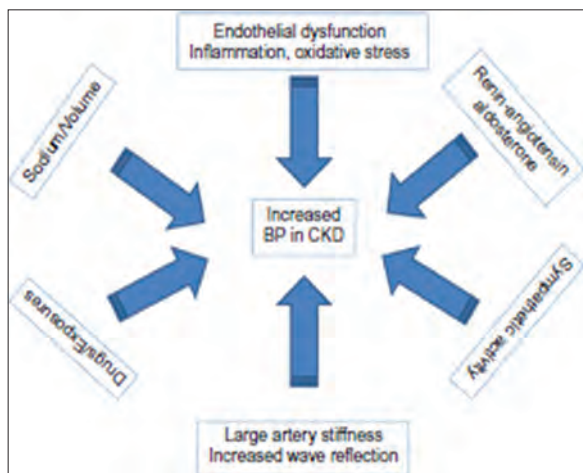 Endothelial dysfunction
Inflammation, oxidative stress
Sodium/Volume
Renin-angiotensin
aldosterone
Increased
BP in CKD
Drugs/Exposures
Sympathetic activity
Large artery stiffness
Increased wave reflection